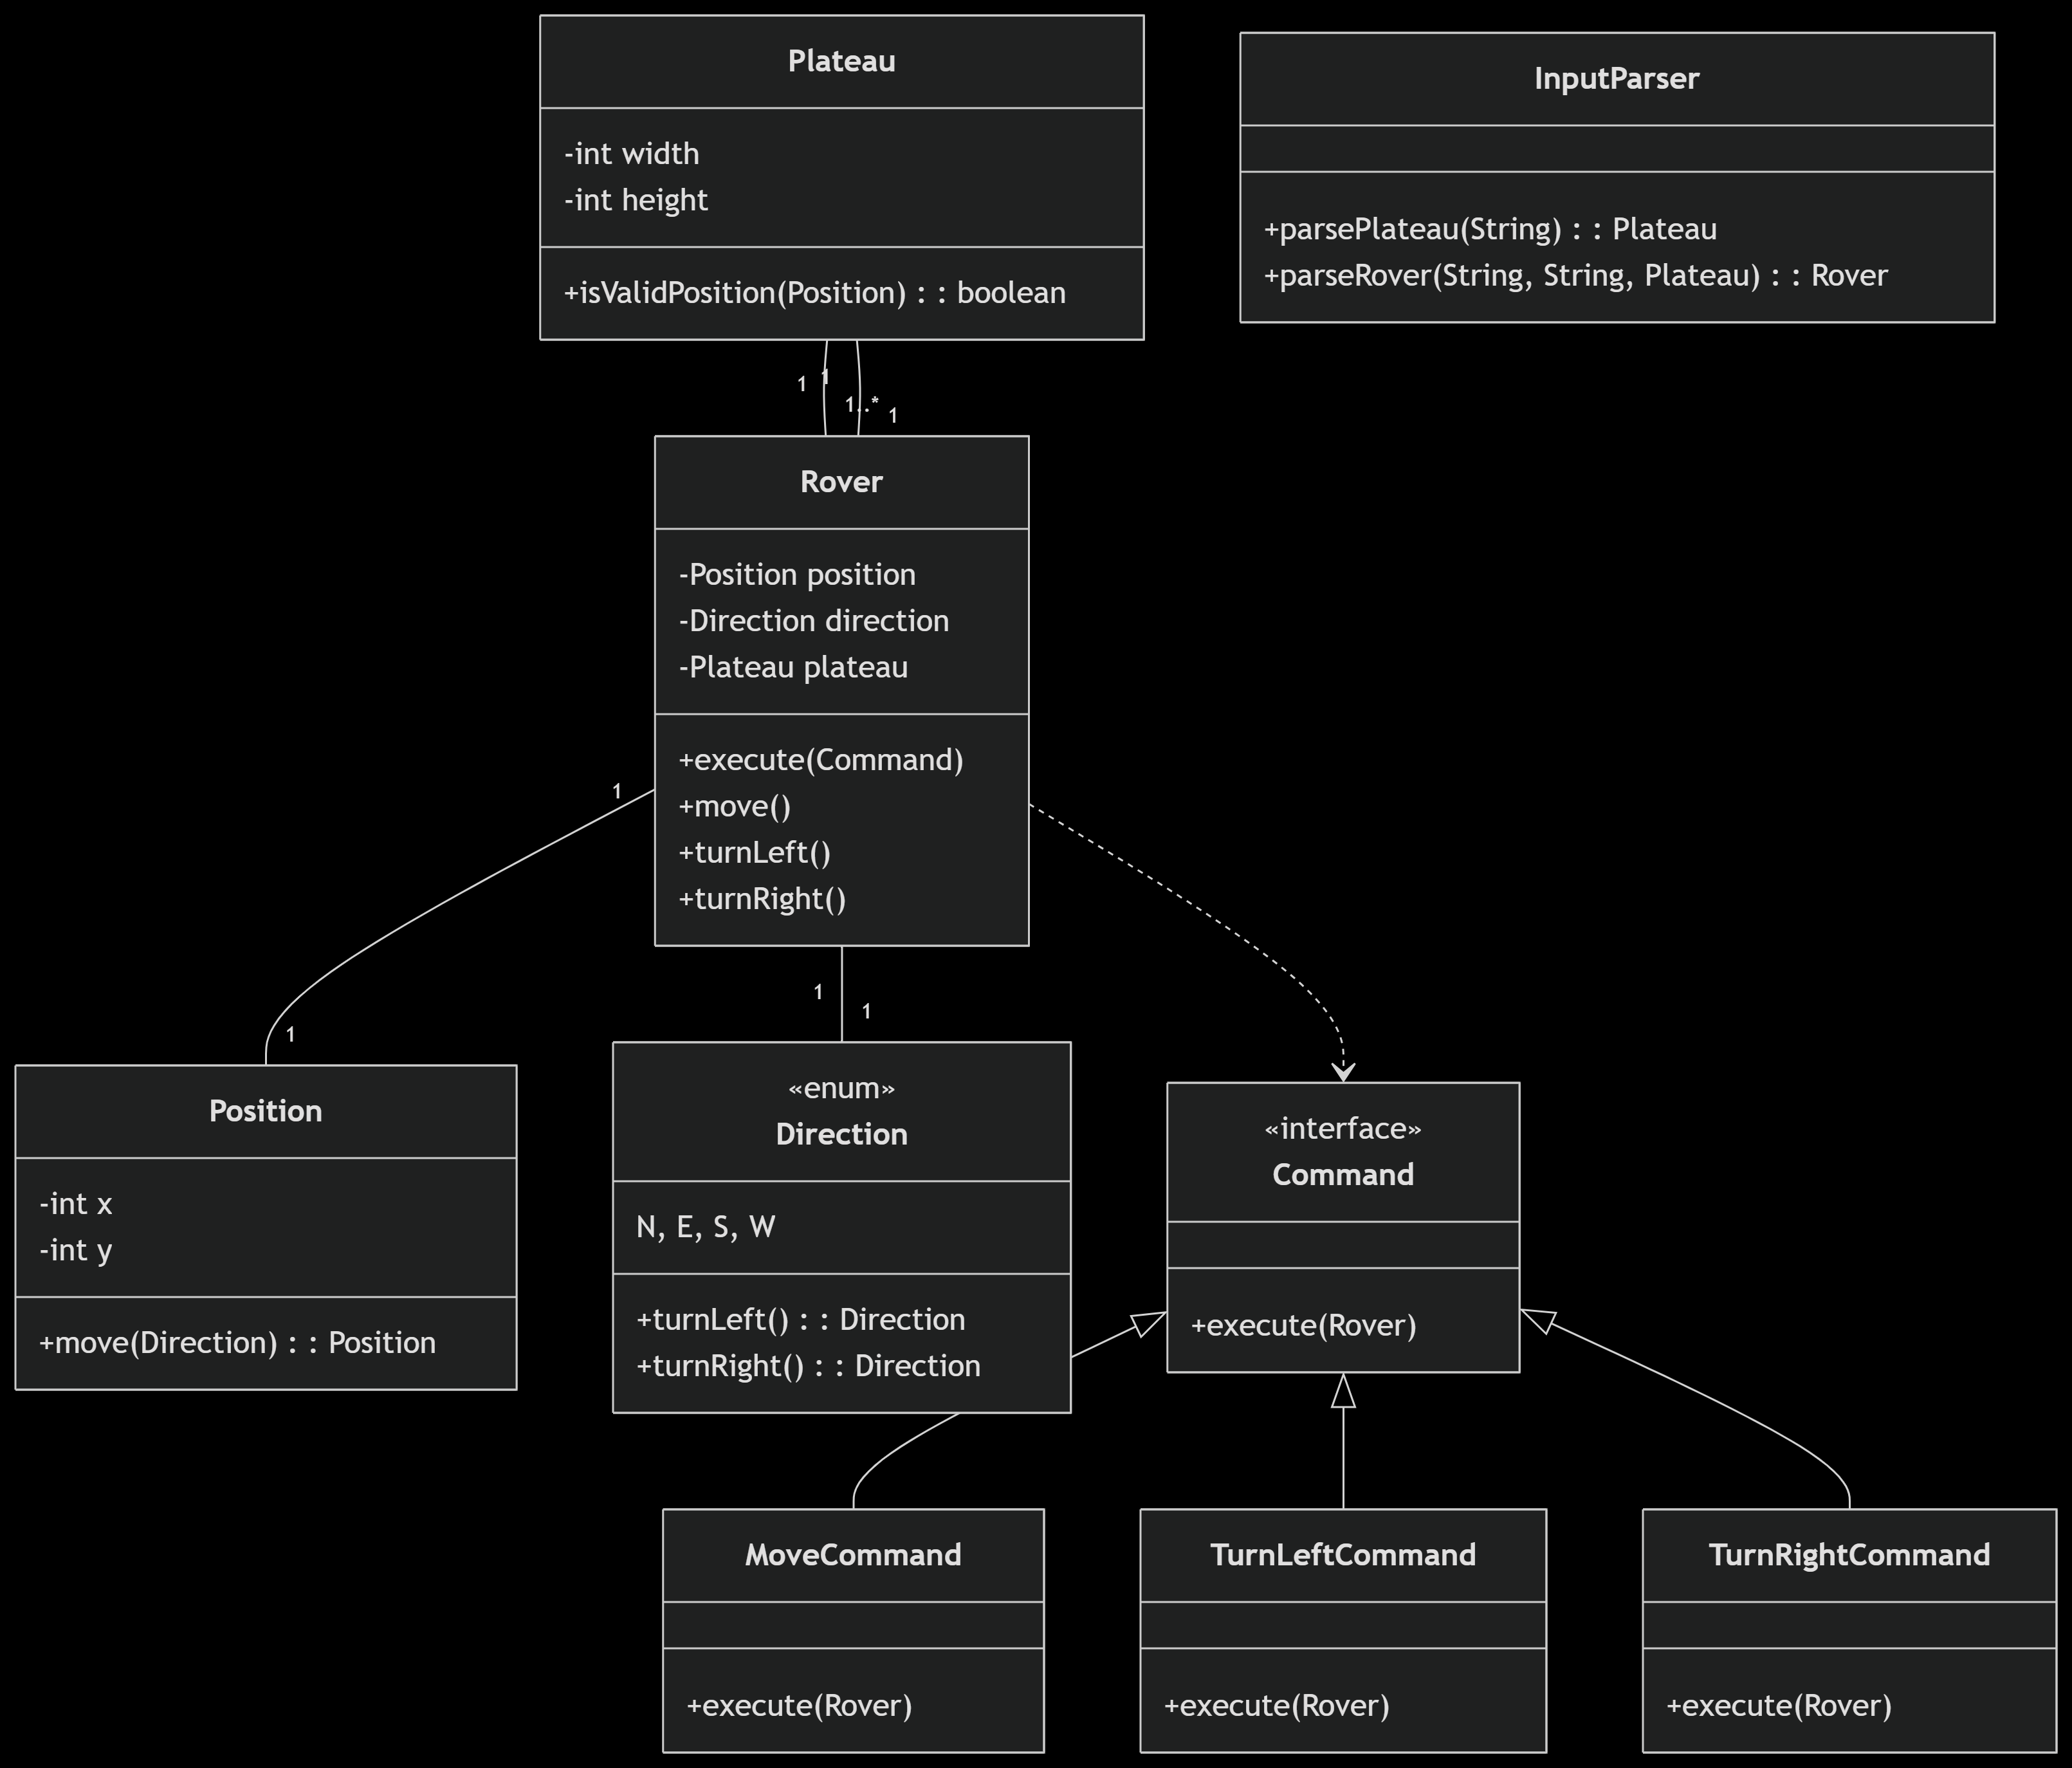 Plateau
-int width
-int height
+isValidPosition(Position) : : boolean
InputParser
+parsePlateau(String) : : Plateau
+parseRover(String, String, Plateau) : : Rover
1
1
1..*
1
Rover
-Position position
-Direction direction
-Plateau plateau
+execute(Command)
+move()
+turnLeft()
+turnRight()
1
1
1
1
Position
-int x
-int y
+move(Direction) : : Position
«enum»
Direction
N, E, S, W
+turnLeft() : : Direction
+turnRight() : : Direction
«interface»
Command
+execute(Rover)
MoveCommand
+execute(Rover)
TurnLeftCommand
+execute(Rover)
TurnRightCommand
+execute(Rover)